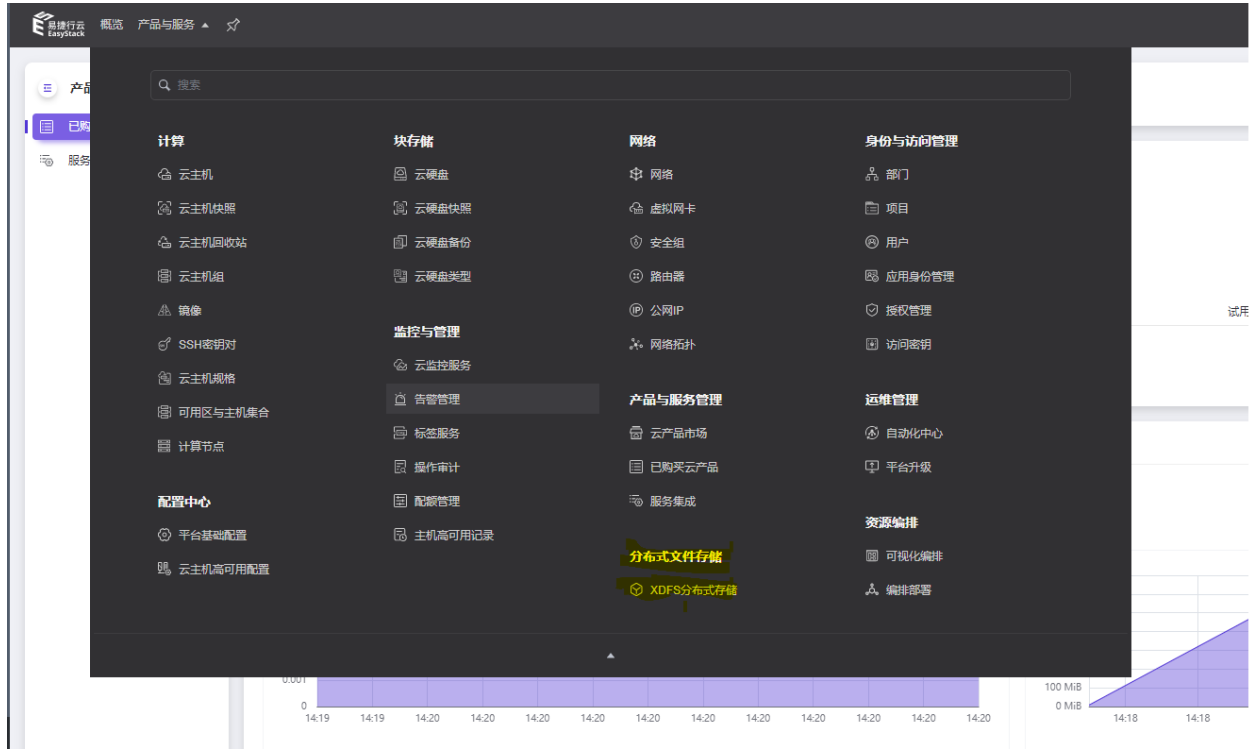 易捷行云
EasyStack
概览 产品与服务
搜索
产品
已购
服务
计算
云主机
云主机快照
云主机回收站
云主机组
镜像
SSH密钥对
云主机规格
可用区与主机集合
计算节点
配置中心
平台基础配置
云主机高可用配置
块存储
云硬盘
云硬盘快照
云硬盘备份
云硬盘类型
监控与管理
云监控服务
告警管理
标签服务
操作审计
配额管理
主机高可用记录
网络
网络
虚拟网卡
安全组
路由器
公网IP
网络拓扑
产品与服务管理
云产品市场
已购买云产品
服务集成
分布式文件存储
XDFS分布式存储
身份与访问管理
部门
项目
用户
应用身份管理
授权管理
访问密钥
运维管理
自动化中心
平台升级
资源编排
可视化编排
编排部署
试用
0.001
0
14:19 14:19 14:20 14:20 14:20 14:20 14:20 14:20 14:20 14:20 14:20 14:20 14:20
100 MiB
0 MiB
14:18 14:18